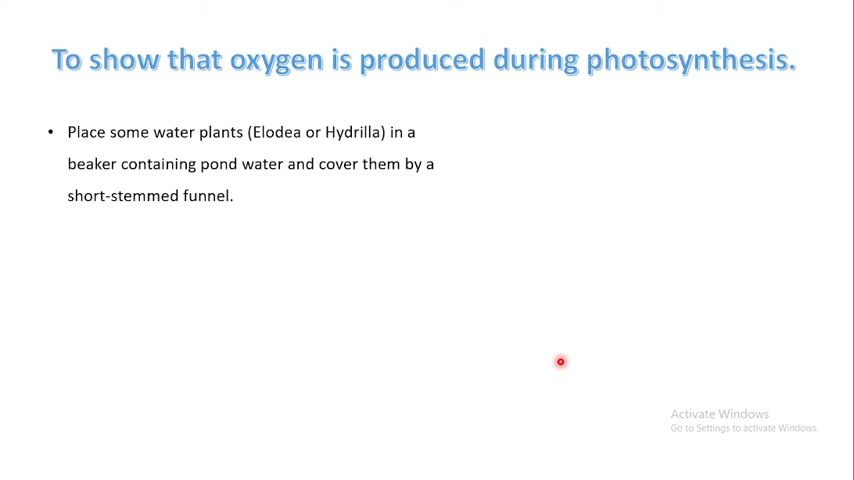 To show that oxygen is produced during photosynthesis.
• Place some water plants (Elodea or Hydrilla) in a
beaker containing pond water and cover them by a
short-stemmed funnel.
Activate Windows
Go to Settings to activate Windows.